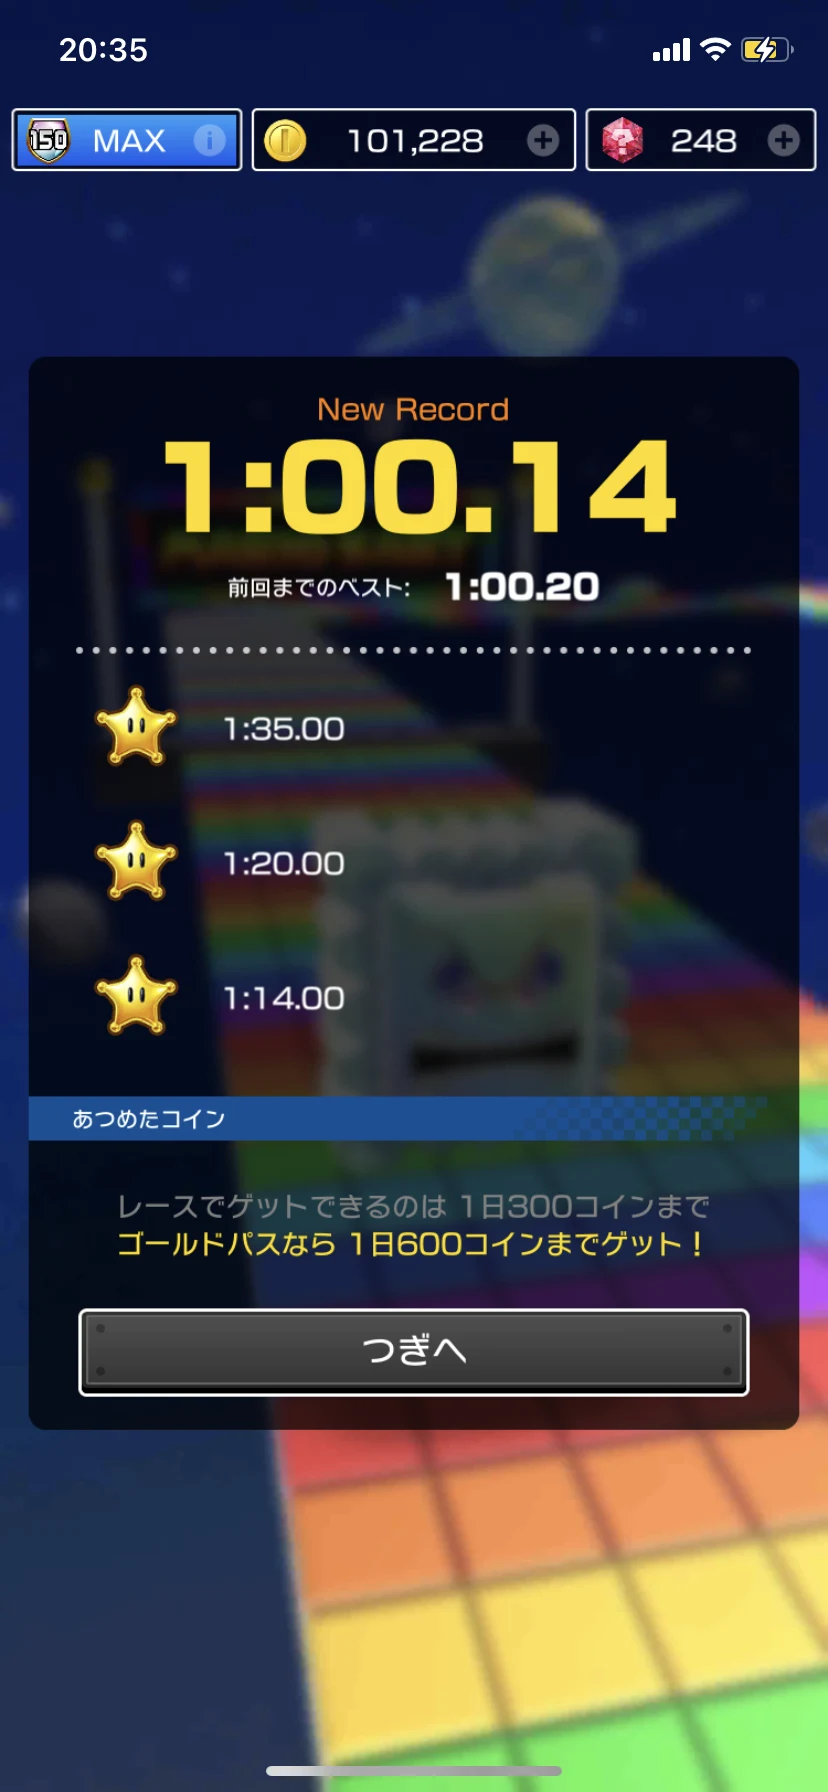 20:35
150 MAX i 101,228 + 248 +
New Record
1:00.14
前回までのベスト: 1:00.20
1:35.00
1:20.00
1:14.00
あつめたコイン
レースでゲットできるのは 1日300コインまで
ゴールドパスなら 1日600コインまでゲット！
つぎへ